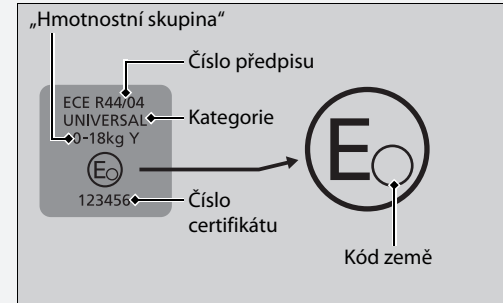 „Hmotnostní skupina“
Číslo předpisu
ECE R44/04
UNIVERSAL
Kategorie
0-18kg Y
E
E
123456
Číslo
certifikátu
Kód země